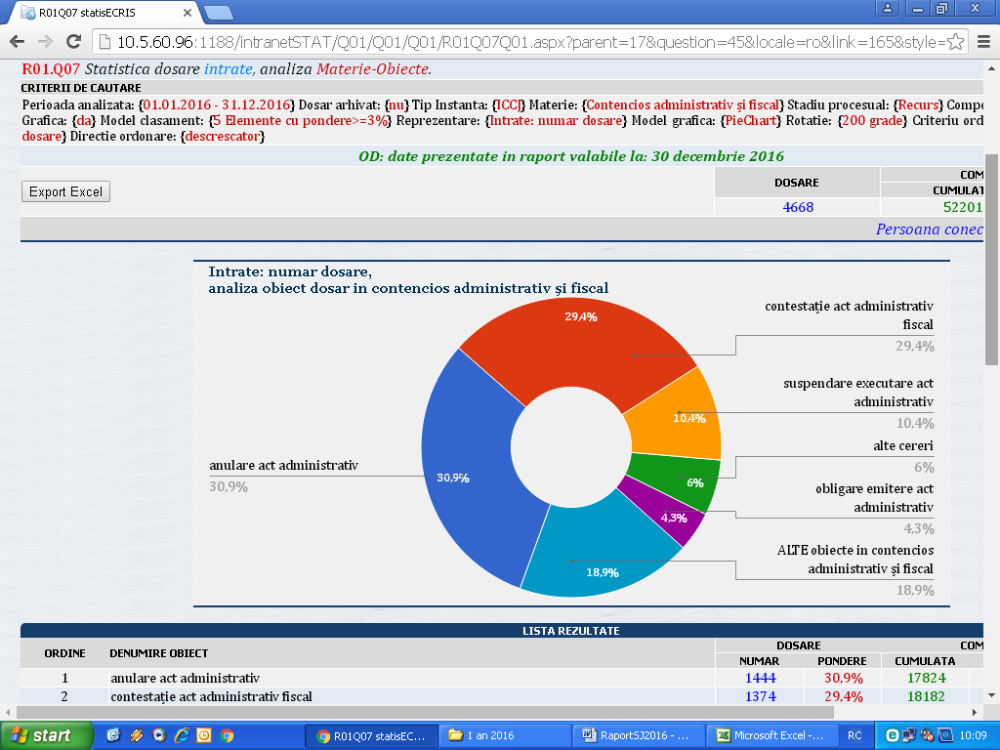 R01Q07 statisECRIS
10.5.60.96:1188/intranetSTAT/Q01/Q01/Q01/R01Q07Q01.aspx?parent=17&question=45&locale=ro&link=165&style=
R01.Q07 Statistica dosare intrate, analiza Materie-Obiecte.
CRITERII DE CAUTARE
Perioada analizata: {01.01.2016 - 31.12.2016} Dosar arhivat: {nu} Tip Instanta: {ICCJ} Materie: {Contencios administrativ și fiscal} Stadiu procesual: {Recurs} Compo
Grafica: {da} Model clasament: {5 Elemente cu pondere>=3%} Reprezentare: {Intrate: numar dosare} Model grafica: {PieChart} Rotatie: {200 grade} Criteriu ord
dosare} Directie ordonare: {descrescator}
OD: date prezentate in raport valabile la: 30 decembrie 2016
Export Excel
DOSARE
COM
CUMULAT
4668
52201
Persoana conec
Intrate: numar dosare,
analiza obiect dosar in contencios administrativ și fiscal
29,4%
10,4%
6%
4,3%
18,9%
30,9%
contestație act administrativ
fiscal
29,4%
suspendare executare act
administrativ
10,4%
alte cereri
6%
obligare emitere act
administrativ
4,3%
ALTE obiecte in contencios
administrativ și fiscal
18,9%
anulare act administrativ
30,9%
LISTA REZULTATE
ORDINE DENUMIRE OBIECT DOSARE COM
NUMAR PONDERE CUMULATA
1 anulare act administrativ 1444 30,9% 17824
2 contestație act administrativ fiscal 1374 29,4% 18182
start
R01Q07 statisEC...
1 an 2016
RaportSJ2016 - ...
Microsoft Excel -...
RC
10:09